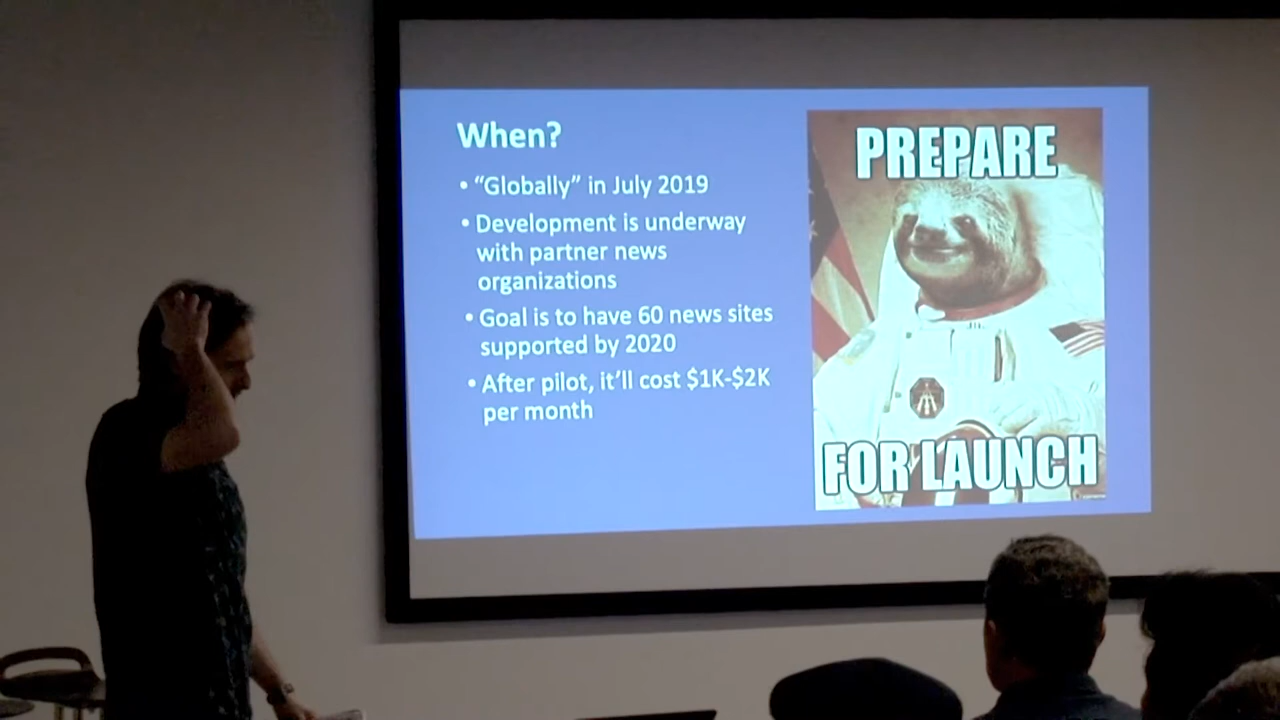 When?
• “Globally” in July 2019
• Development is underway
with partner news
organizations
• Goal is to have 60 news sites
supported by 2020
• After pilot, it’ll cost $1K-$2K
per month
PREPARE
FOR LAUNCH